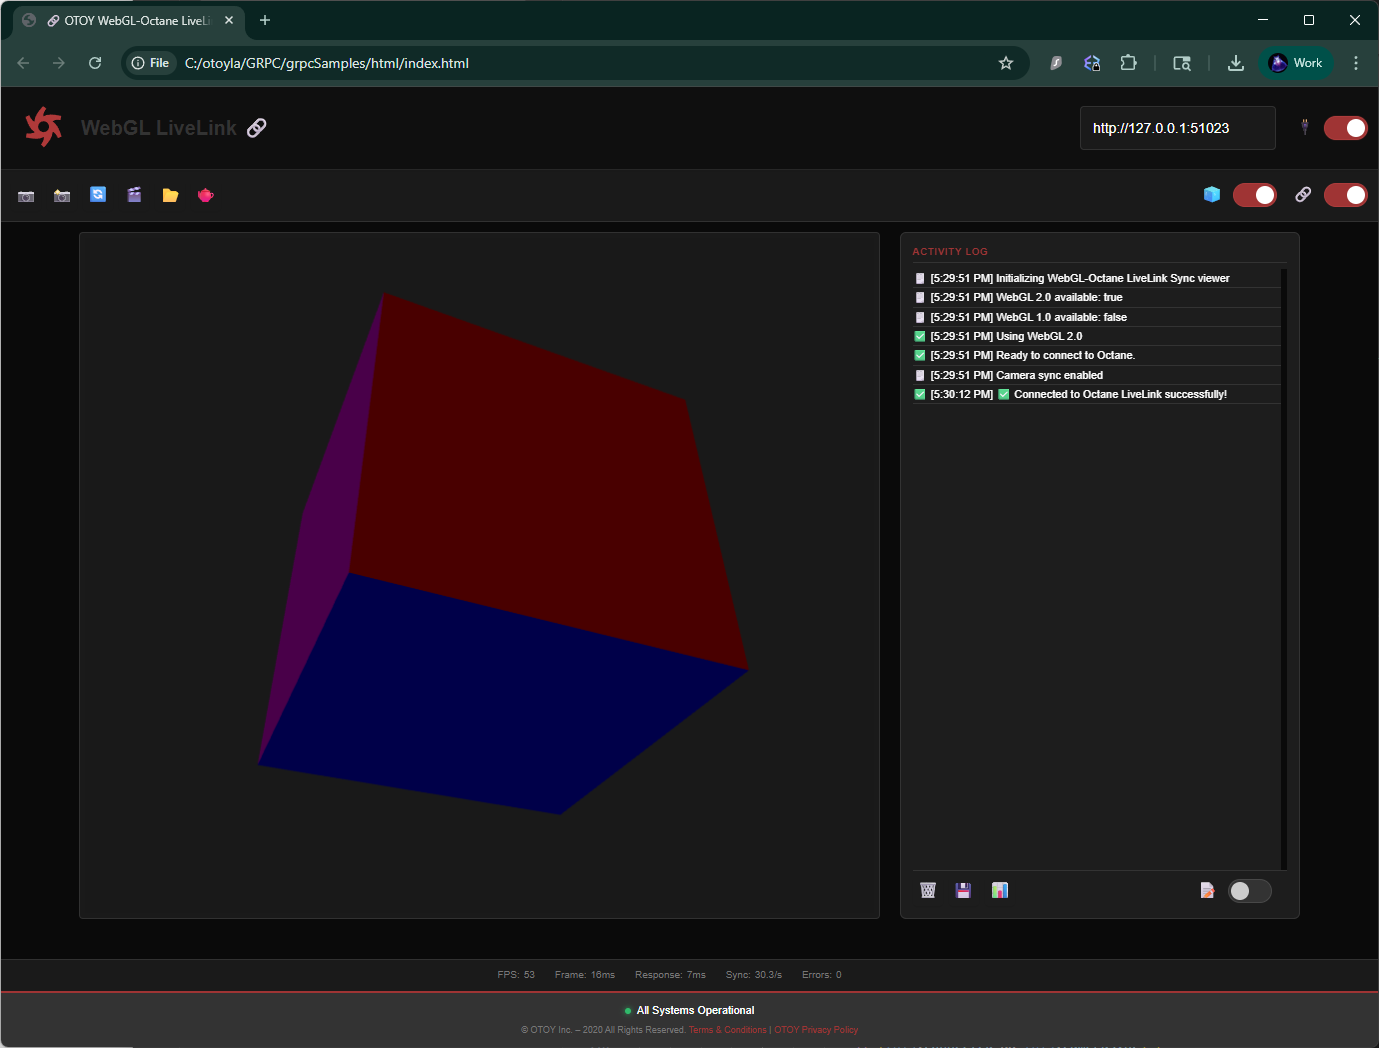 OTOY WebGL-Octane LiveLi
File
C:/otoyla/GRPC/grpcSamples/html/index.html
Work
WebGL LiveLink
http://127.0.0.1:51023
ACTIVITY LOG
[5:29:51 PM] Initializing WebGL-Octane LiveLink Sync viewer
[5:29:51 PM] WebGL 2.0 available: true
[5:29:51 PM] WebGL 1.0 available: false
[5:29:51 PM] Using WebGL 2.0
[5:29:51 PM] Ready to connect to Octane.
[5:29:51 PM] Camera sync enabled
[5:30:12 PM] ✅ Connected to Octane LiveLink successfully!
FPS: 53 Frame: 16ms Response: 7ms Sync: 30.3/s Errors: 0
All Systems Operational
© OTOY Inc. – 2020 All Rights Reserved. Terms & Conditions | OTOY Privacy Policy